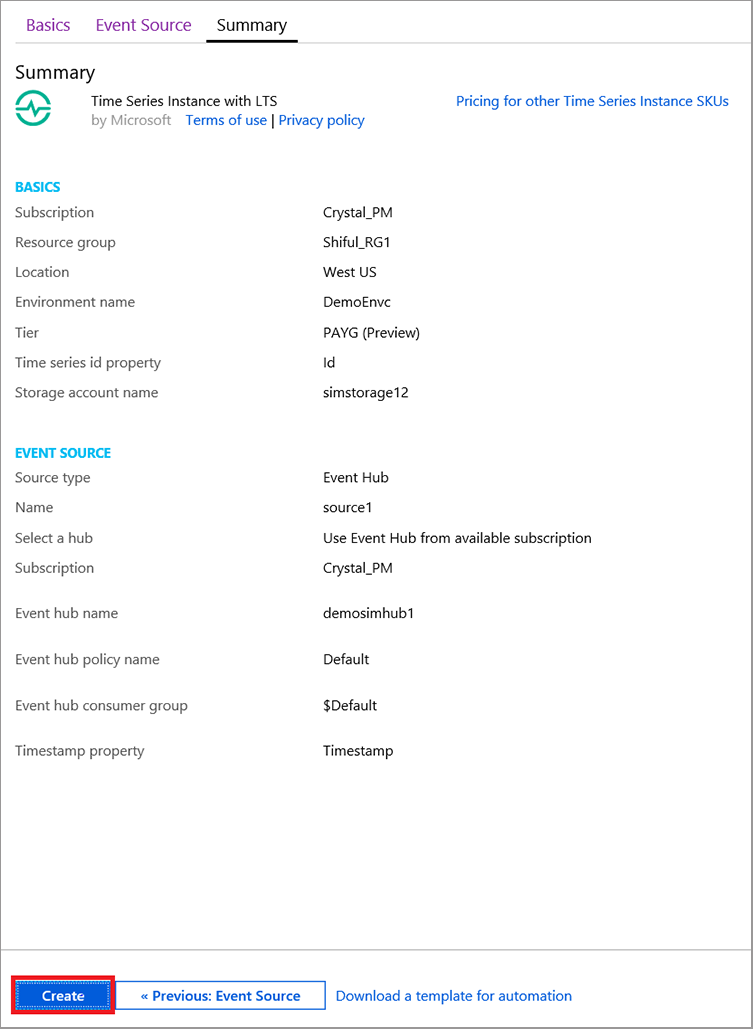 Basics Event Source Summary
Summary
Time Series Instance with LTS Pricing for other Time Series Instance SKUs
by Microsoft Terms of use | Privacy policy
BASICS
Subscription Crystal_PM
Resource group Shiful_RG1
Location West US
Environment name DemoEnvc
Tier PAYG (Preview)
Time series id property Id
Storage account name simstorage12
EVENT SOURCE
Source type Event Hub
Name source1
Select a hub Use Event Hub from available subscription
Subscription Crystal_PM
Event hub name demosimhub1
Event hub policy name Default
Event hub consumer group $Default
Timestamp property Timestamp
Create « Previous: Event Source Download a template for automation